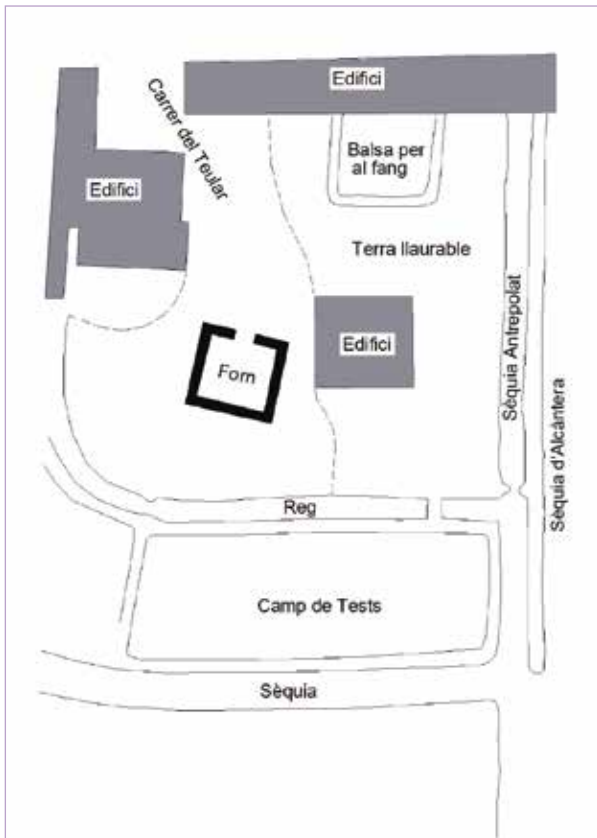 Edifici
Carrer del Teular
Balsa per
al fang
Edifici
Terra llaurable
Sèquia Antrepolat
Sèquia d'Alcàntera
Edifici
Forn
Reg
Camp de Tests
Sèquia